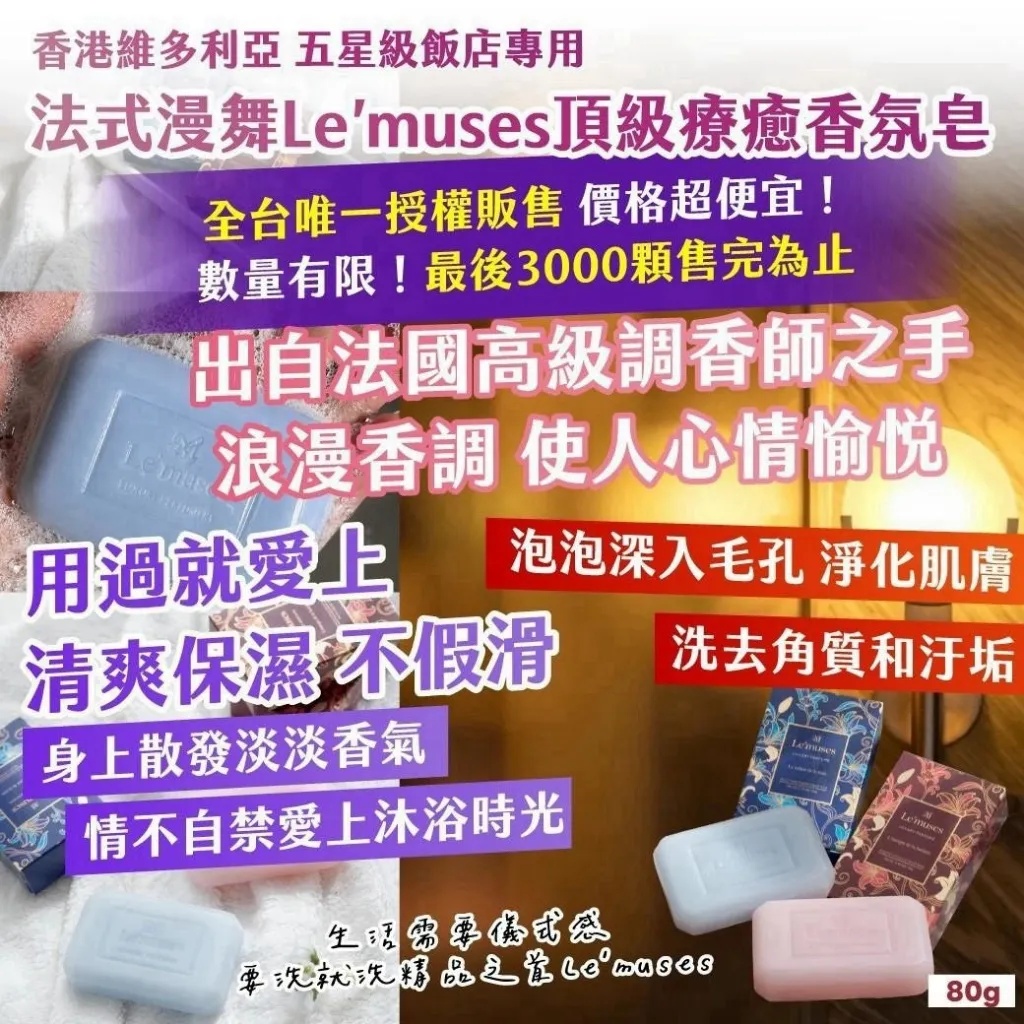 香港維多利亞 五星級飯店專用
法式漫舞Le'muses頂級療癒香氛皂
全台唯一授權販售 價格超便宜！
數量有限！最後3000顆售完為止
出自法國高級調香師之手
浪漫香調 使人心情愉悅
用過就愛上
清爽保濕 不假滑
泡泡深入毛孔 淨化肌膚
洗去角質和汙垢
身上散發淡淡香氣
情不自禁愛上沐浴時光
Le'muses
Le'muses
Le'muses
生活需要儀式感
要洗就洗精品之首Le'muses
80g